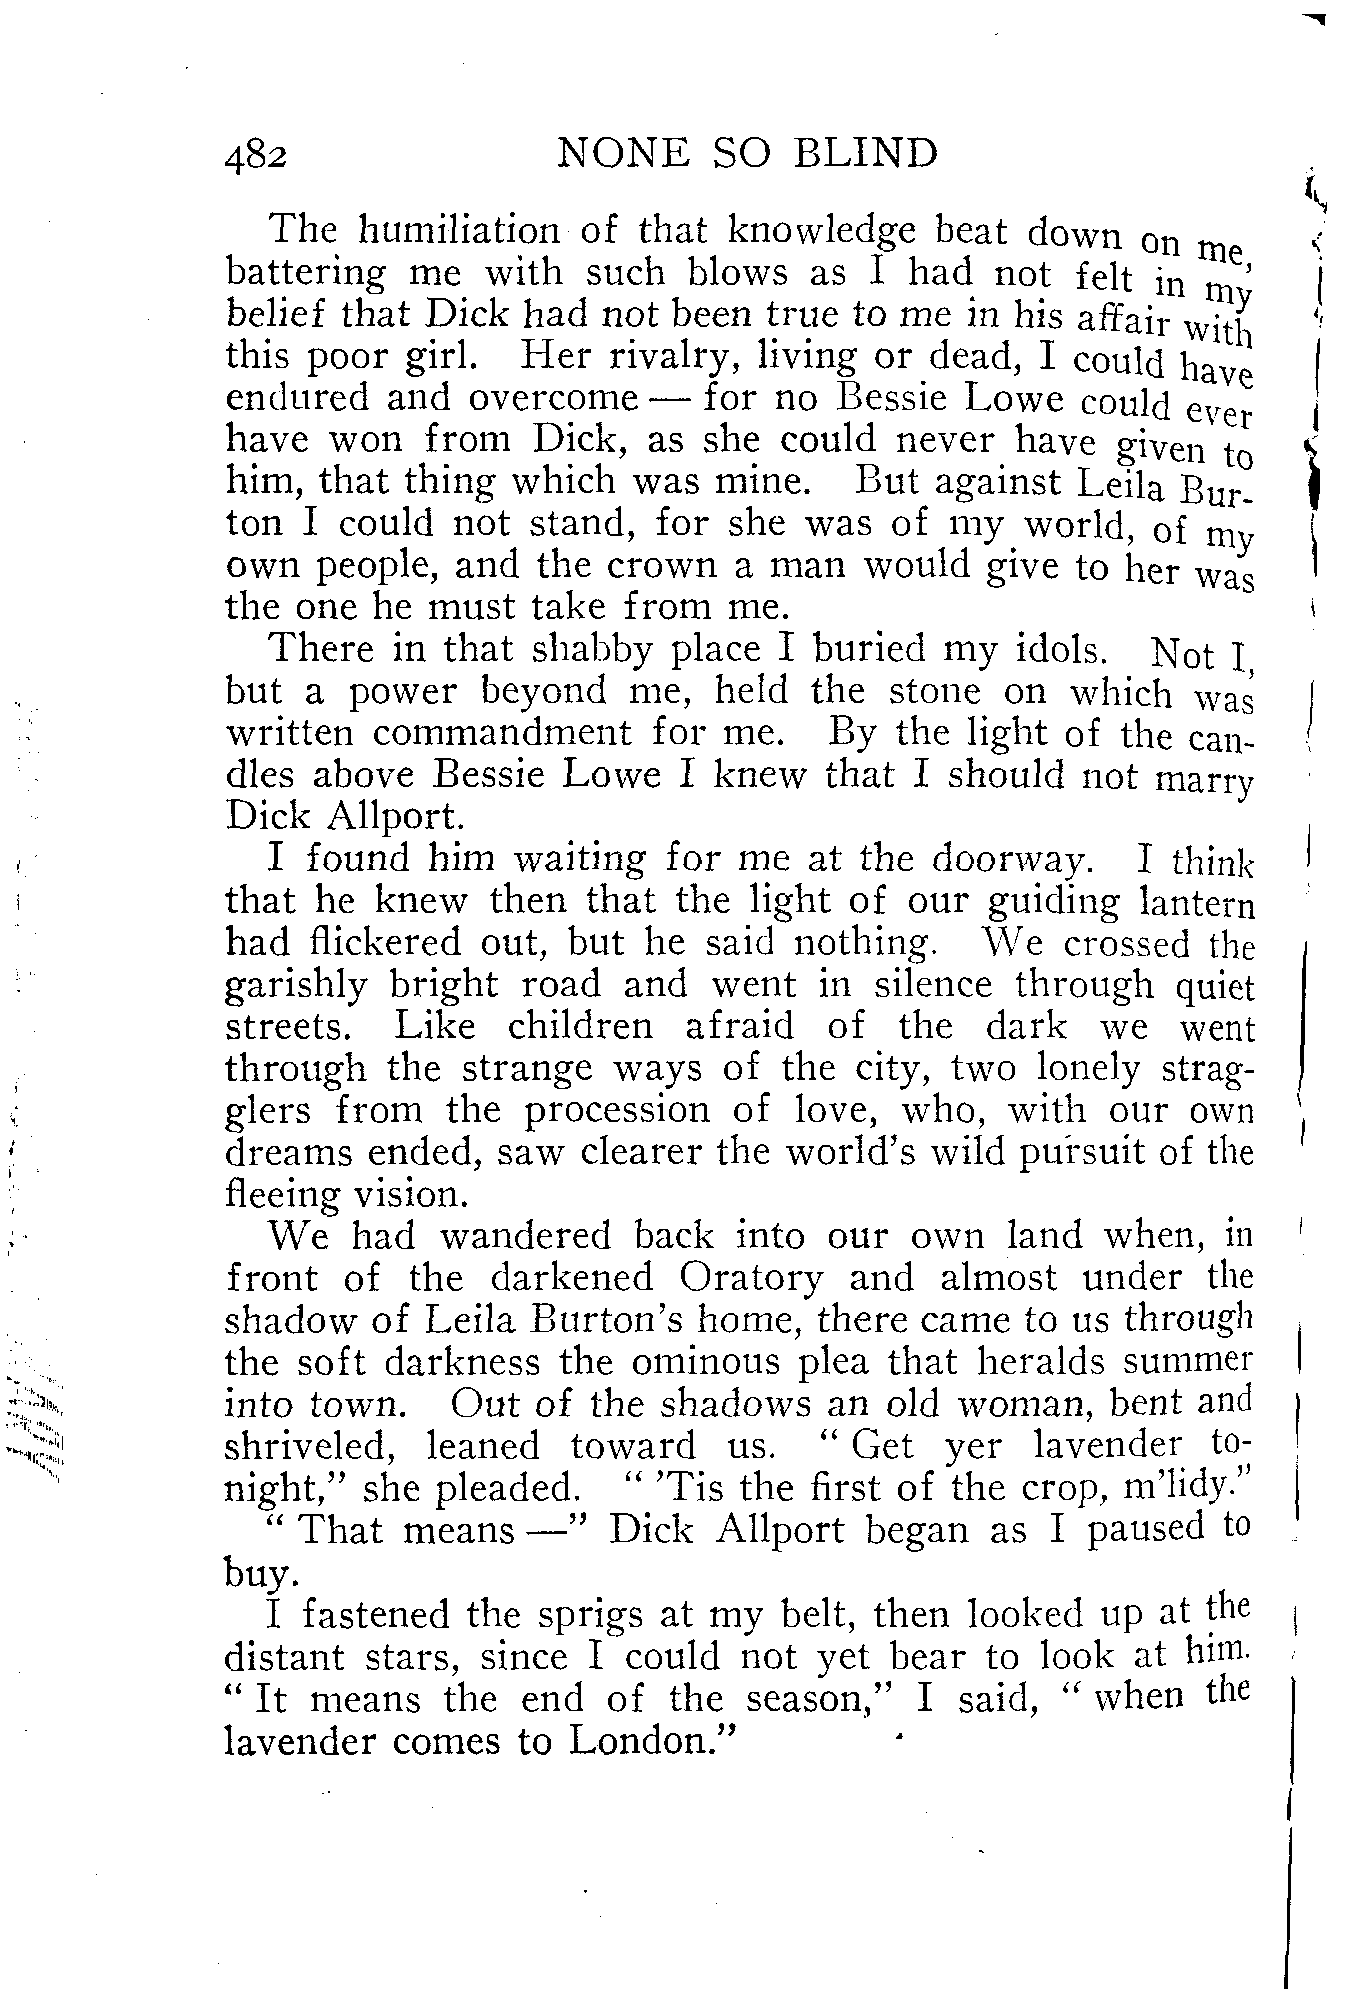 482 NONE SO BLIND
The humiliation of that knowledge beat down on me,
battering me with such blows as I had not felt in my
belief that Dick had not been true to me in his affair with
this poor girl. Her rivalry, living or dead, I could have
endured and overcome — for no Bessie Lowe could ever
have won from Dick, as she could never have given to
him, that thing which was mine. But against Leila Bur-
ton I could not stand, for she was of my world, of my
own people, and the crown a man would give to her was
the one he must take from me.
There in that shabby place I buried my idols. Not I,
but a power beyond me, held the stone on which was
written commandment for me. By the light of the can-
dles above Bessie Lowe I knew that I should not marry
Dick Allport.
I found him waiting for me at the doorway. I think
that he knew then that the light of our guiding lantern
had flickered out, but he said nothing. We crossed the
garishly bright road and went in silence through quiet
streets. Like children afraid of the dark we went
through the strange ways of the city, two lonely strag-
glers from the procession of love, who, with our own
dreams ended, saw clearer the world's wild pursuit of the
fleeing vision.
We had wandered back into our own land when, in
front of the darkened Oratory and almost under the
shadow of Leila Burton's home, there came to us through
the soft darkness the ominous plea that heralds summer
into town. Out of the shadows an old woman, bent and
shriveled, leaned toward us. "Get yer lavender to-
night," she pleaded. "'Tis the first of the crop, m'lidy."
"That means —" Dick Allport began as I paused to
buy.
I fastened the sprigs at my belt, then looked up at the
distant stars, since I could not yet bear to look at him.
"It means the end of the season," I said, "when the
lavender comes to London."